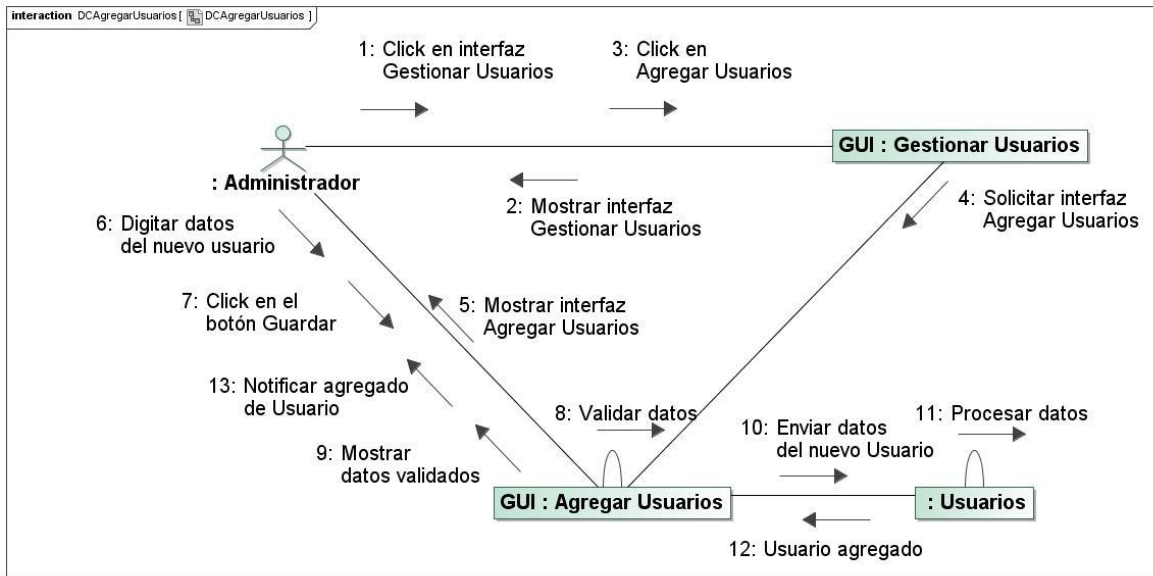 interaction DCAgregarUsuarios [ DCAgregarUsuarios ]
1: Click en interfaz
Gestionar Usuarios
3: Click en
Agregar Usuarios
: Administrador
GUI : Gestionar Usuarios
2: Mostrar interfaz
Gestionar Usuarios
4: Solicitar interfaz
Agregar Usuarios
6: Digitar datos
del nuevo usuario
7: Click en el
botón Guardar
5: Mostrar interfaz
Agregar Usuarios
13: Notificar agregado
de Usuario
8: Validar datos
10: Enviar datos
del nuevo Usuario
11: Procesar datos
9: Mostrar
datos validados
GUI : Agregar Usuarios
: Usuarios
12: Usuario agregado